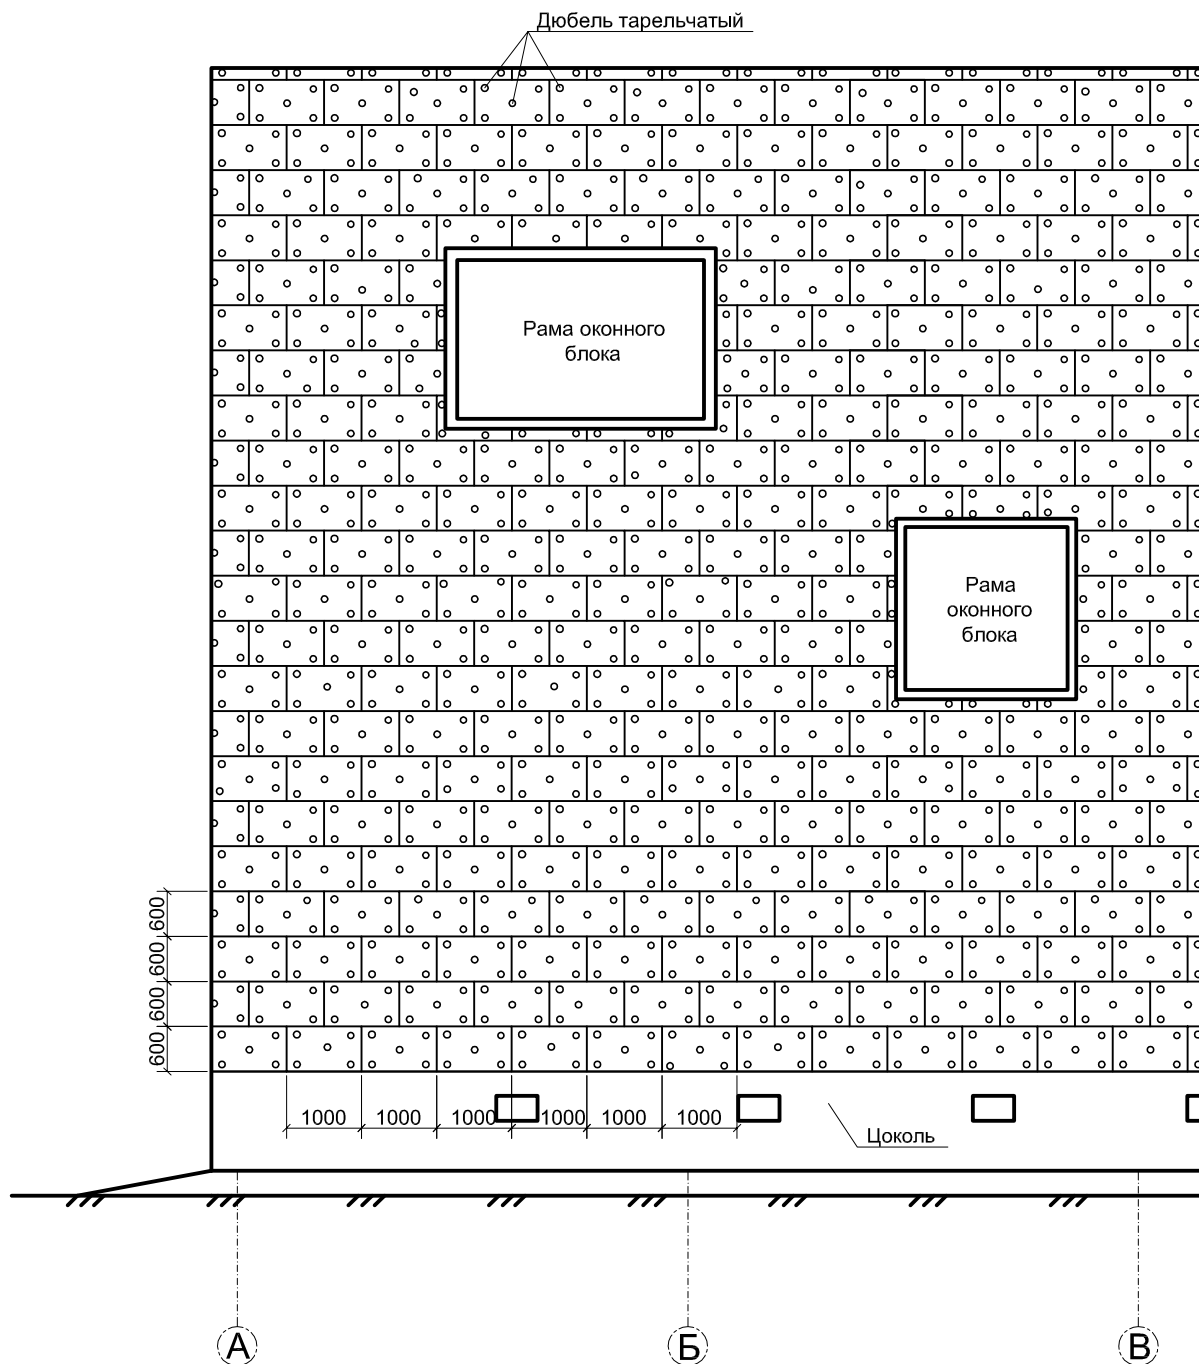 Дюбель тарельчатый
Рама оконного
блока
Рама
оконного
блока
600
600
600
600
1000
1000
1000
1000
1000
1000
Цоколь
А
Б
В